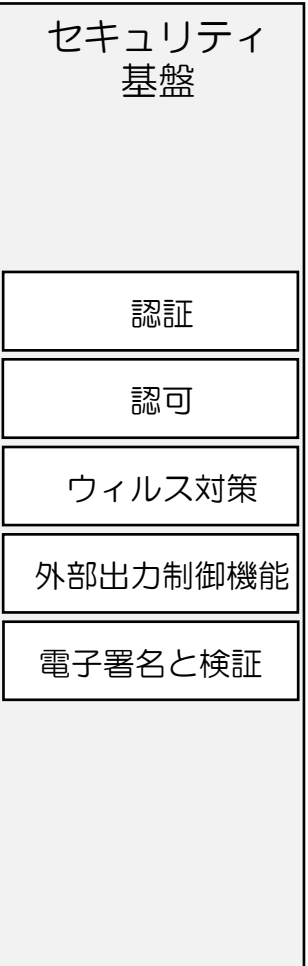 セキュリティ
基盤
認証
認可
ウィルス対策
外部出力制御機能
電子署名と検証